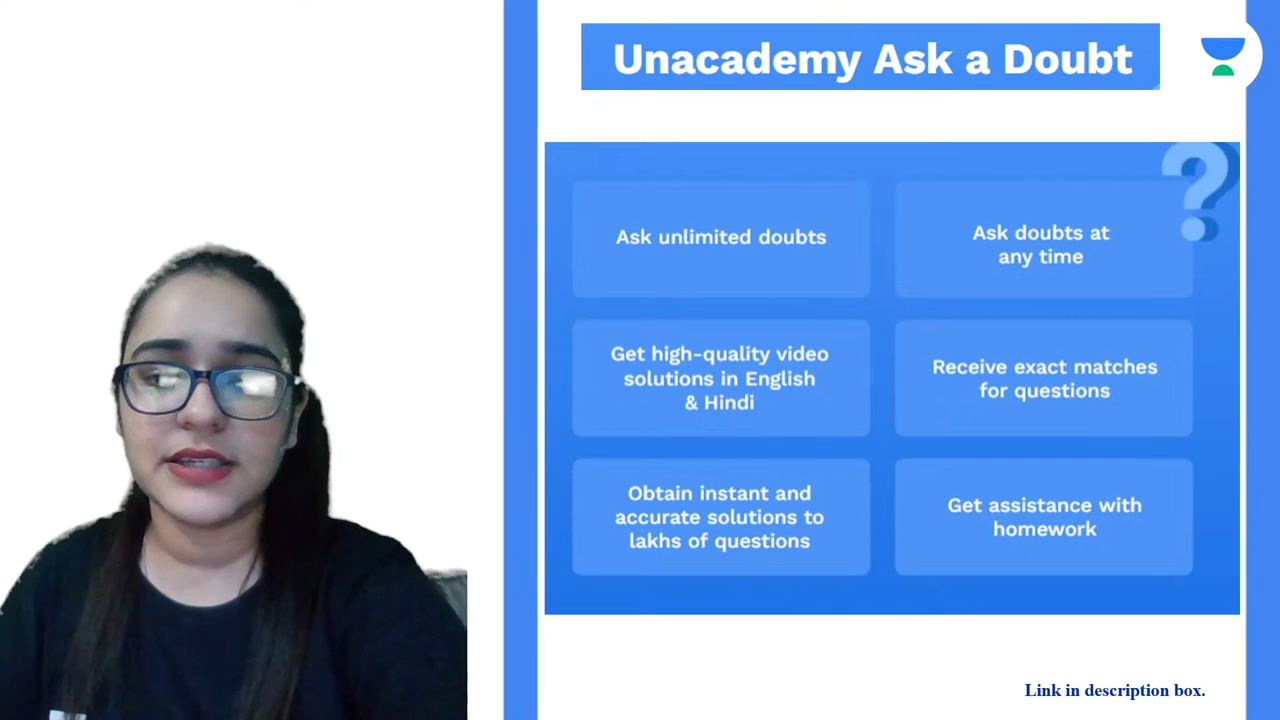 Unacademy Ask a Doubt
Ask unlimited doubts
Ask doubts at
any time
Get high-quality video
solutions in English
& Hindi
Receive exact matches
for questions
Obtain instant and
accurate solutions to
lakhs of questions
Get assistance with
homework
Link in description box.